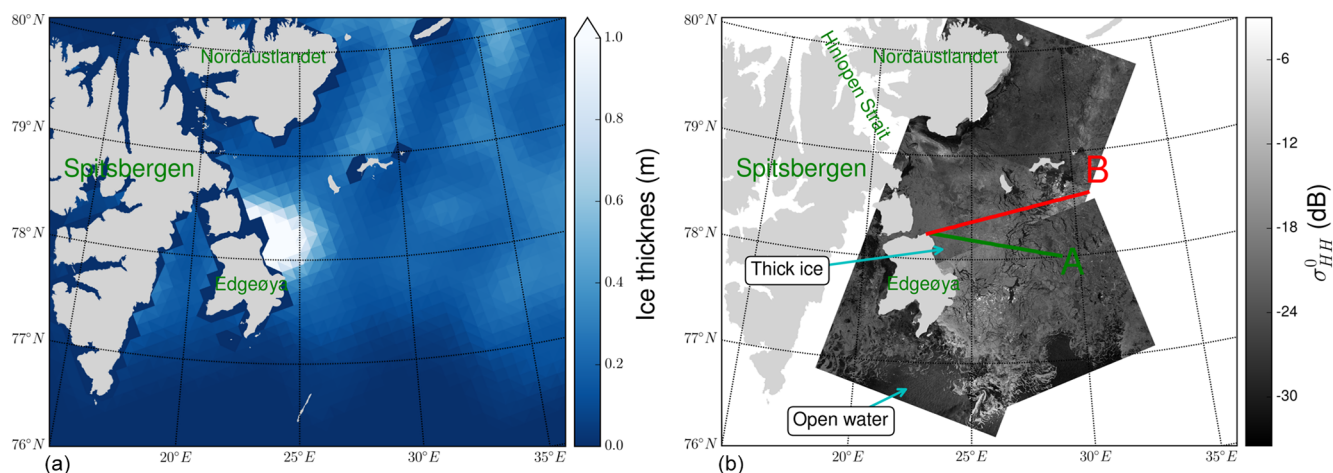 80° N
79° N
78° N
77° N
76° N
20°E
25°E
30°E
35°E
Nordaustlandet
Spitsbergen
Edgeøya
(a)
1.0
0.8
0.6
0.4
0.2
0.0
Ice thicknes (m)
80° N
79° N
78° N
77° N
76° N
20°E
25°E
30°E
35°E
Hinlopen Strait
Nordaustlandet
Spitsbergen
B
A
Thick ice
Edgeøya
Open water
(b)
−6
−12
−18
−24
−30
σ⁰HH (dB)